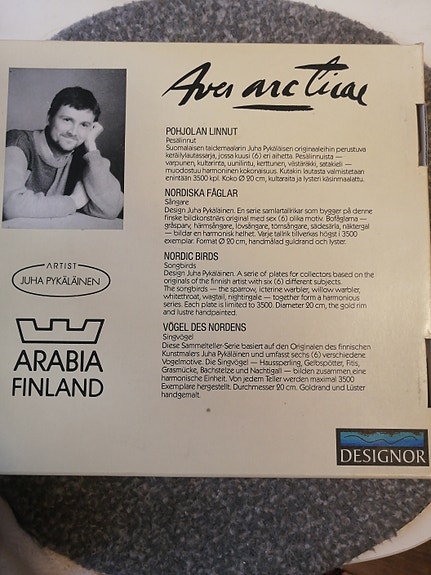 Aves arcticae
POHJOLAN LINNUT
Pesälinnut
Suomalaisen taidemaalarin Juha Pykäläisen originaaleihin perustuva
keräilylautassarja, jossa kuusi (6) eri aihetta. Pesälinnuista —
varpunen, kultarinta, uunilintu, kerttunen, västäräkki, satakieli —
muodostuu harmoninen kokonaisuus. Kutakin lautasta valmistetaan
enintään 3500 kpl. Koko Ø 20 cm, kultaraita ja lysteri käsinmaalattu.
NORDISKA FÅGLAR
Sångare
Design Juha Pykäläinen. En serie samlartallrikar som bygger på denne
finske bildkonstnärs original med sex (6) olika motiv. Bofåglarna —
gråsparv, härmsångare, lövsångare, törnsångare, sädesärla, näktergal
— bildar en harmonisk helhet. Varje tallrik tillverkas högst i 3500
exemplar. Format Ø 20 cm, handmålad guldrand och lyster.
NORDIC BIRDS
Songbirds
Design Juha Pykäläinen. A series of plates for collectors based on the
originals of the finnish artist with six (6) different subjects.
The songbirds — the sparrow, icterine warbler, willow warbler,
whitethroat, wagtail, nightingale — together form a harmonious
series. Each plate is limited to 3500. Diameter 20 cm, the gold rim
and lustre handpainted.
VÖGEL DES NORDENS
Singvögel
Diese Sammelteller-Serie basiert auf den Originalen des finnischen
Kunstmalers Juha Pykäläinen und umfasst sechs (6) verschiedene
Vogelmotive. Die Singvögel — Haussperling, Gelbspötter, Fitis,
Grasmücke, Bachstelze und Nachtigall — bilden zusammen eine
harmonische Einheit. Von jedem Teller werden maximal 3500
Exemplare hergestellt. Durchmesser 20 cm. Goldrand und Lüster
handgemalt.
ARTIST
JUHA PYKÄLÄINEN
ARABIA
FINLAND
DESIGNOR